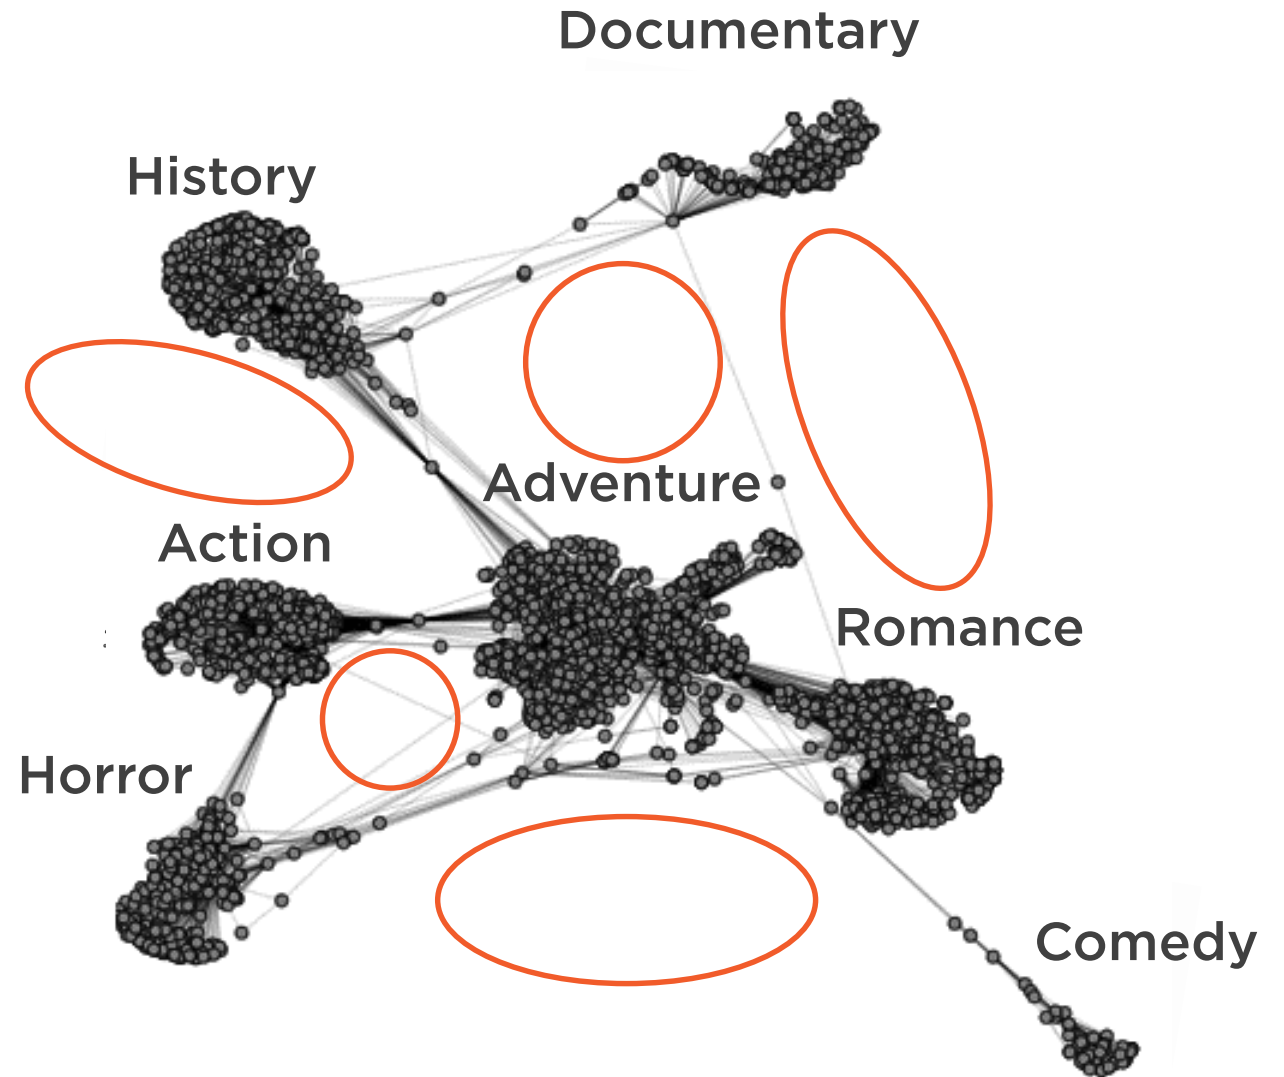 Documentary
History
Adventure
Action
Romance
Horror
Comedy